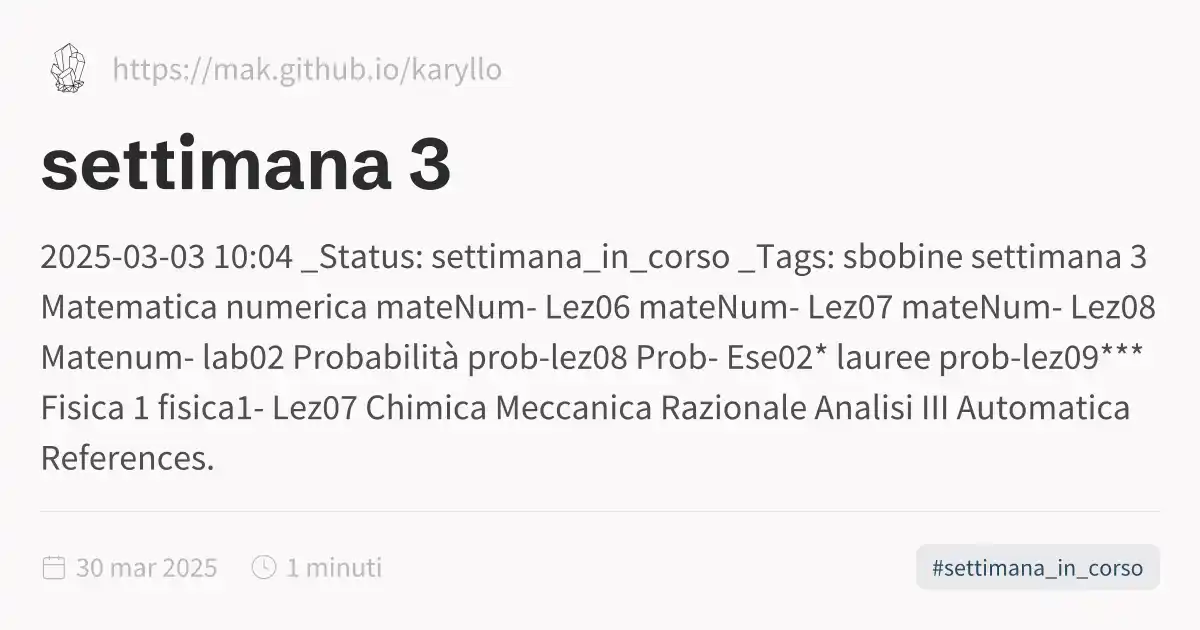 https://mak.github.io/karyllo
settimana 3
2025-03-03 10:04 _Status: settimana_in_corso _Tags: sbobine settimana 3
Matematica numerica mateNum- Lez06 mateNum- Lez07 mateNum- Lez08
Matenum- lab02 Probabilità prob-lez08 Prob- Ese02* lauree prob-lez09***
Fisica 1 fisica1- Lez07 Chimica Meccanica Razionale Analisi III Automatica
References.
30 mar 2025
1 minuti
#settimana_in_corso